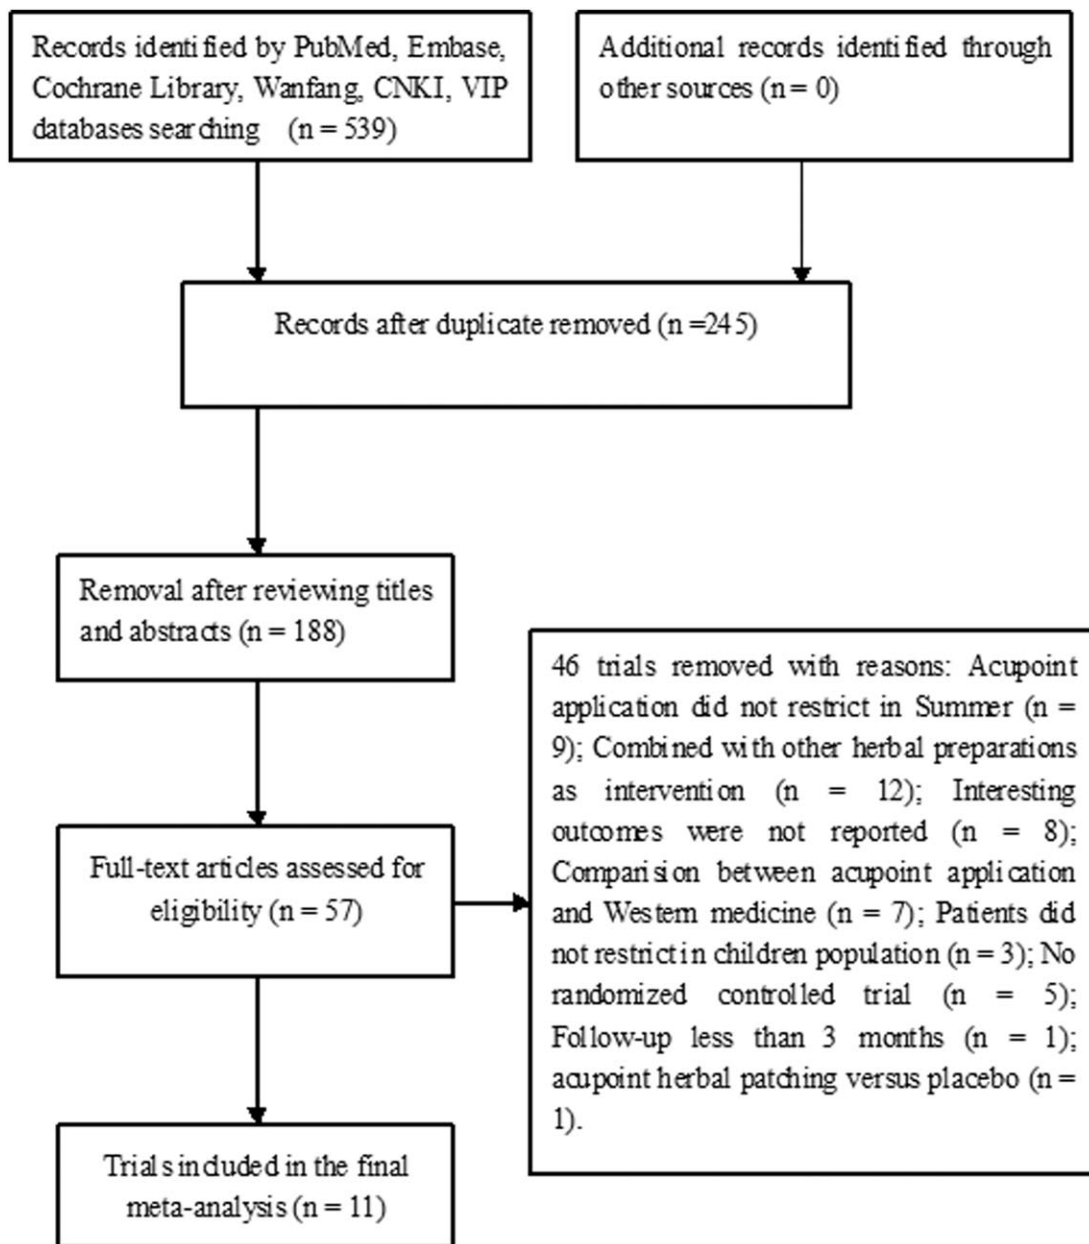 Records identified by PubMed, Embase,
Cochrane Library, Wanfang, CNKI, VIP
databases searching (n = 539)
Additional records identified through
other sources (n = 0)
Records after duplicate removed (n =245)
Removal after reviewing titles
and abstracts (n = 188)
Full-text articles assessed for
eligibility (n = 57)
46 trials removed with reasons: Acupoint
application did not restrict in Summer (n =
9); Combined with other herbal preparations
as intervention (n = 12); Interesting
outcomes were not reported (n = 8);
Comparision between acupoint application
and Western medicine (n = 7); Patients did
not restrict in children population (n = 3); No
randomized controlled trial (n = 5);
Follow-up less than 3 months (n = 1);
acupoint herbal patching versus placebo (n =
1).
Trials included in the final
meta-analysis (n = 11)